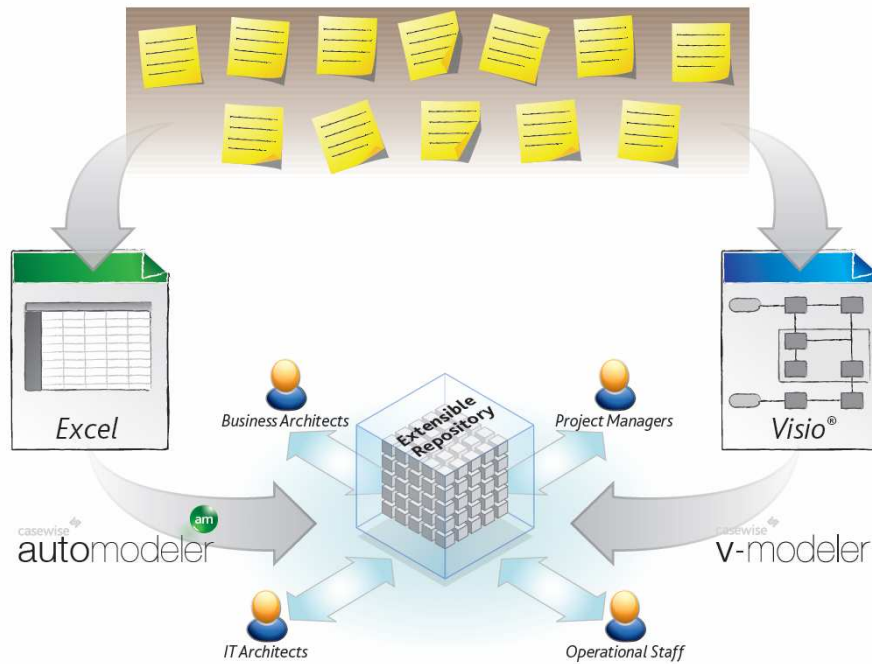 Excel
Visio®
Business Architects
Extensible
Repository
Project Managers
casewise
automodeler
am
casewise
v-modeler
IT Architects
Operational Staff